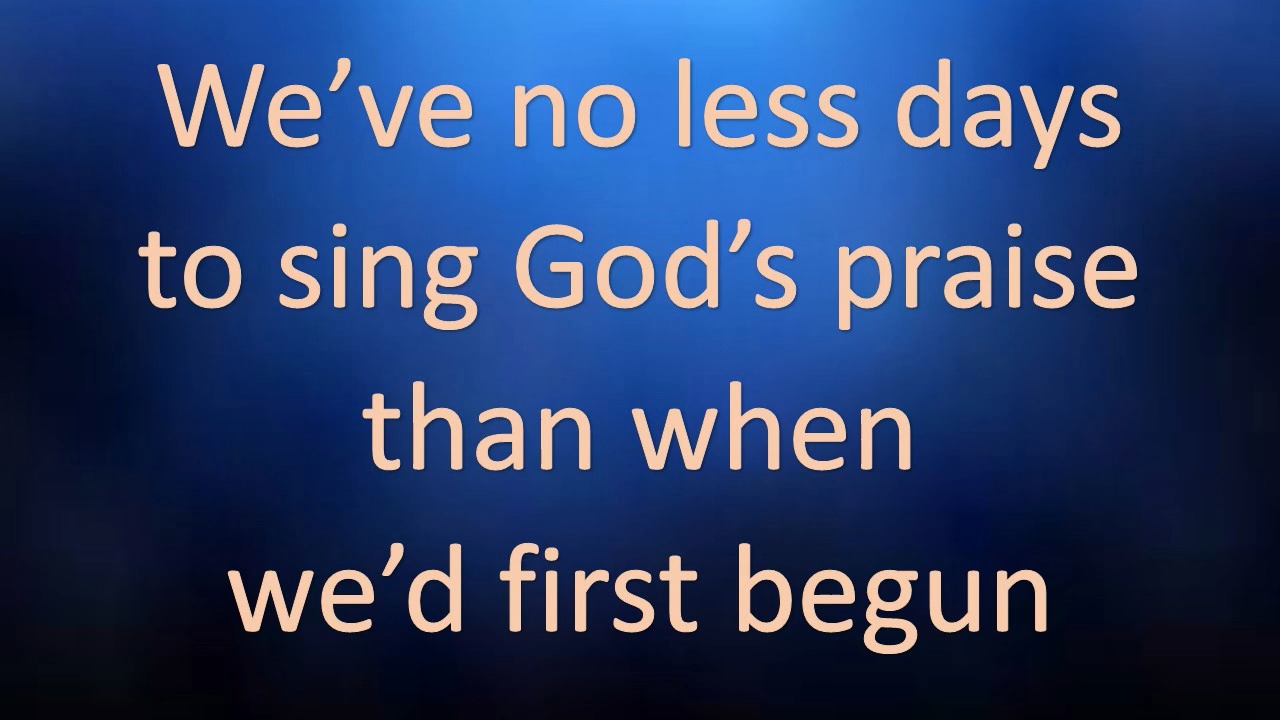 We’ve no less days
to sing God’s praise
than when
we’d first begun